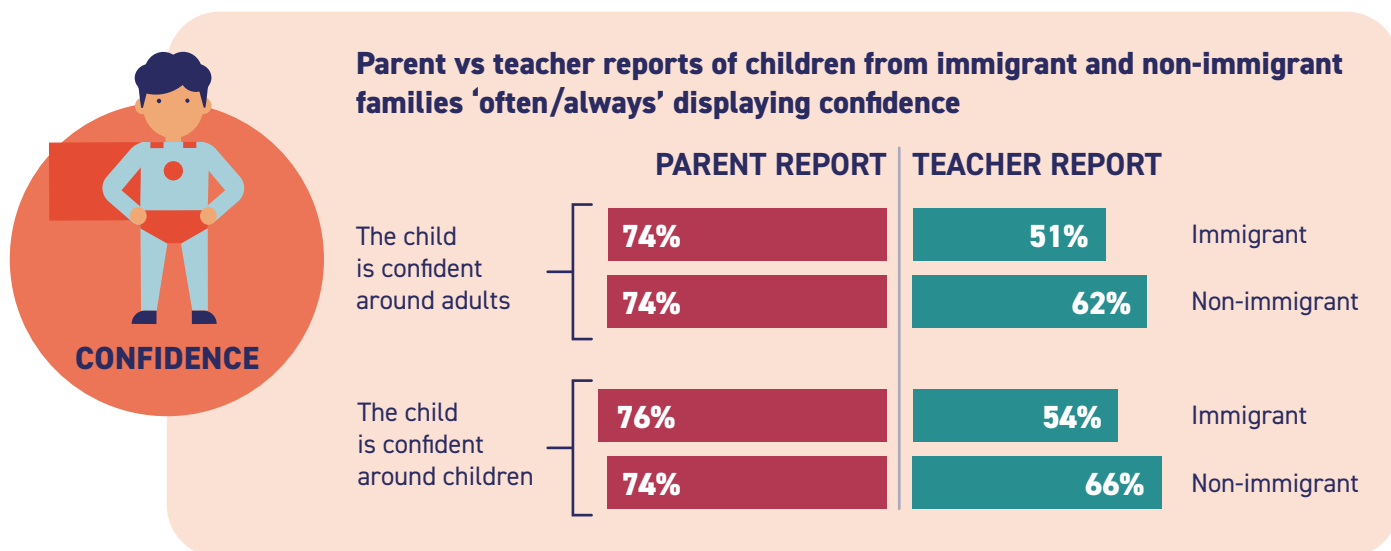 Parent vs teacher reports of children from immigrant and non-immigrant
families ‘often/always’ displaying confidence
PARENT REPORT TEACHER REPORT
The child
is confident
around adults
74% 51% Immigrant
74% 62% Non-immigrant
CONFIDENCE
The child
is confident
around children
76% 54% Immigrant
74% 66% Non-immigrant